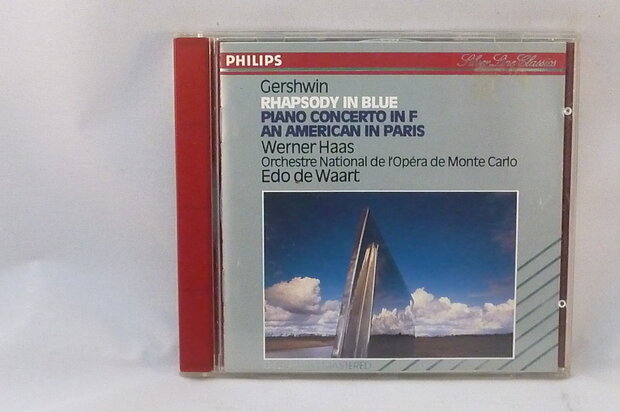 PHILIPS
Silver Line Classics
Gershwin
RHAPSODY IN BLUE
PIANO CONCERTO IN F
AN AMERICAN IN PARIS
Werner Haas
Orchestre National de l'Opéra de Monte Carlo
Edo de Waart